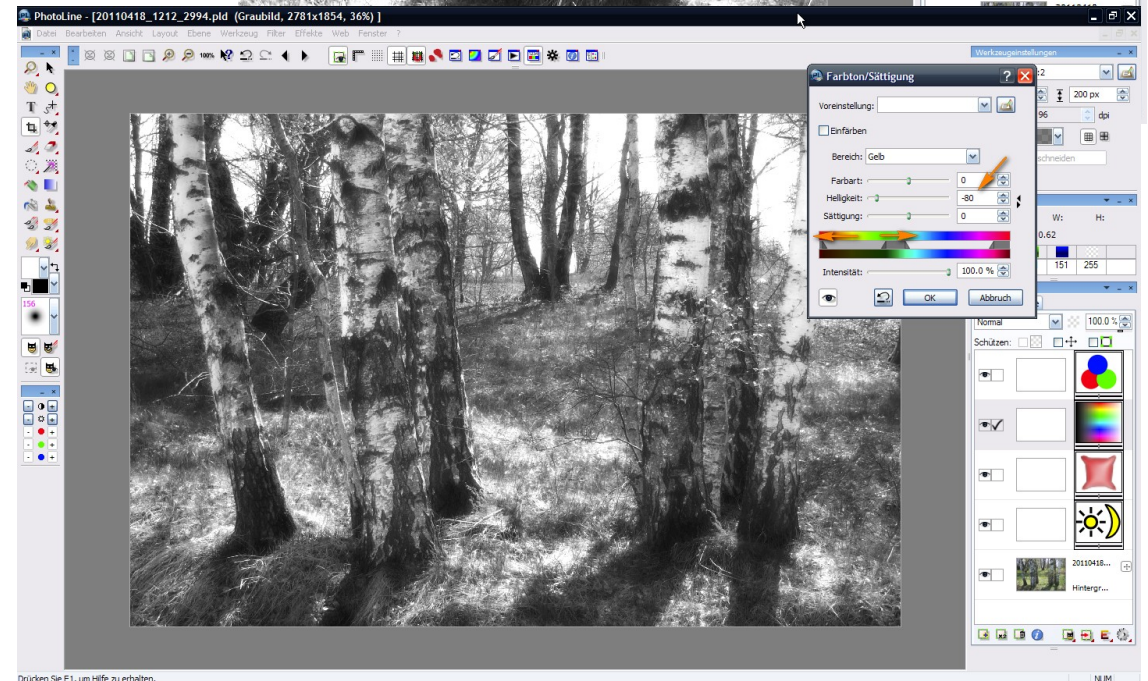 PhotoLine - [20110418_1212_2994.pld (Graubild, 2781x1854, 36%) ]
Datei Bearbeiten Ansicht Layout Ebene Werkzeug Filter Effekte Web Fenster ?
100%
T
156
Farbton/Sättigung
Voreinstellung:
Einfärben
Bereich: Gelb
Farbart: 0
Helligkeit: -80
Sättigung: 0
Intensität: 100.0 %
OK Abbruch
Werkzeugeinstellungen
:2
200 px
96 dpi
schneiden
W: H:
0.62
151 255
Normal 100.0 %
Schützen:
20110418...
Hintergr...
Drücken Sie F1, um Hilfe zu erhalten.
NUM